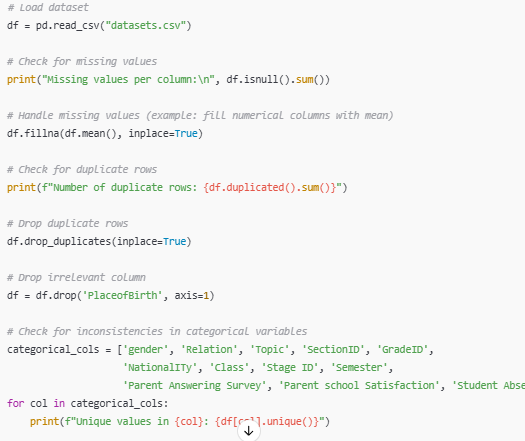 # Load dataset
df = pd.read_csv("datasets.csv")
# Check for missing values
print("Missing values per column:\n", df.isnull().sum())
# Handle missing values (example: fill numerical columns with mean)
df.fillna(df.mean(), inplace=True)
# Check for duplicate rows
print(f"Number of duplicate rows: {df.duplicated().sum()}")
# Drop duplicate rows
df.drop_duplicates(inplace=True)
# Drop irrelevant column
df = df.drop('PlaceofBirth', axis=1)
# Check for inconsistencies in categorical variables
categorical_cols = ['gender', 'Relation', 'Topic', 'SectionID', 'GradeID',
'NationalITy', 'Class', 'Stage ID', 'Semester',
'Parent Answering Survey', 'Parent school Satisfaction', 'Student Abse
for col in categorical_cols:
print(f"Unique values in {col}: {df[col].unique()}")